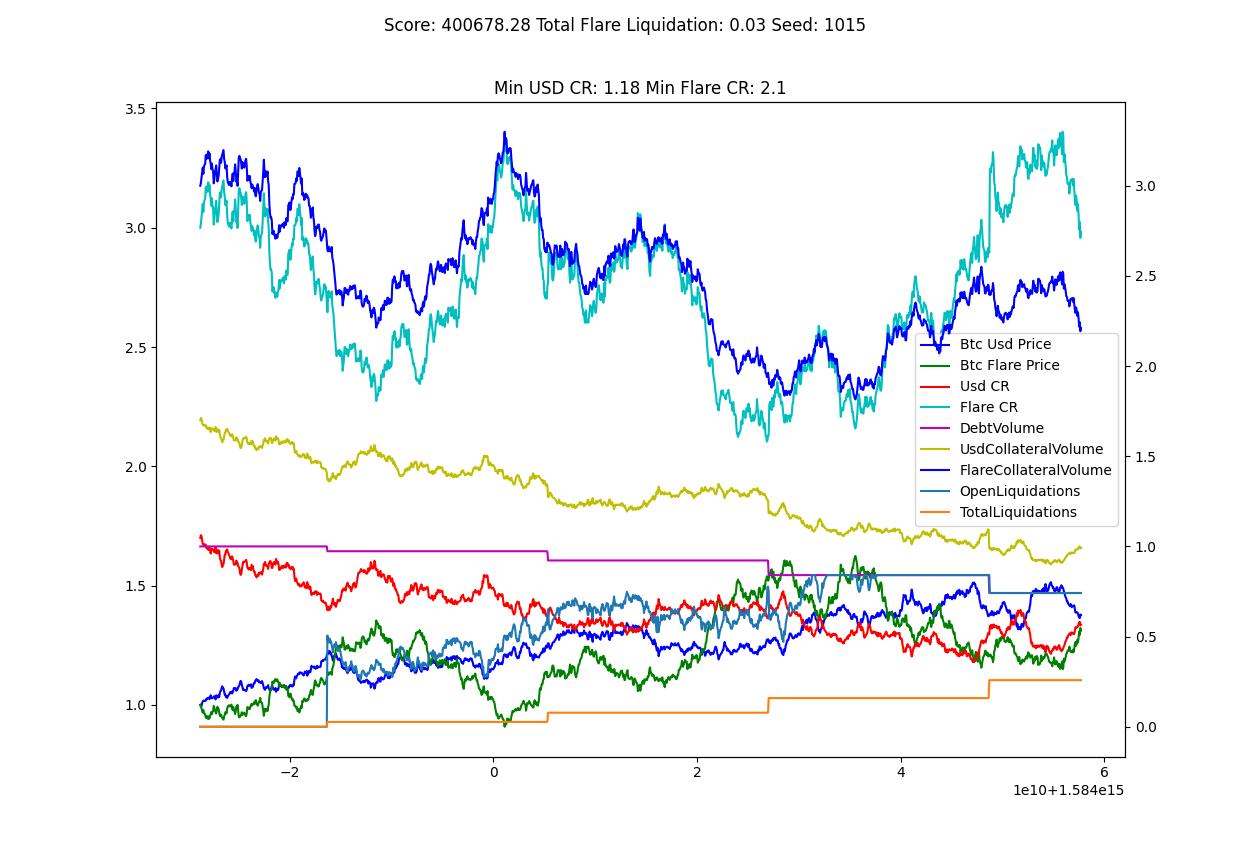 Score: 400678.28 Total Flare Liquidation: 0.03 Seed: 1015
Min USD CR: 1.18 Min Flare CR: 2.1
3.5
3.0
2.5
2.0
1.5
1.0
3.0
2.5
2.0
1.5
1.0
0.5
0.0
Btc Usd Price
Btc Flare Price
Usd CR
Flare CR
DebtVolume
UsdCollateralVolume
FlareCollateralVolume
OpenLiquidations
TotalLiquidations
−2 0 2 4 6
1e10+1.584e15